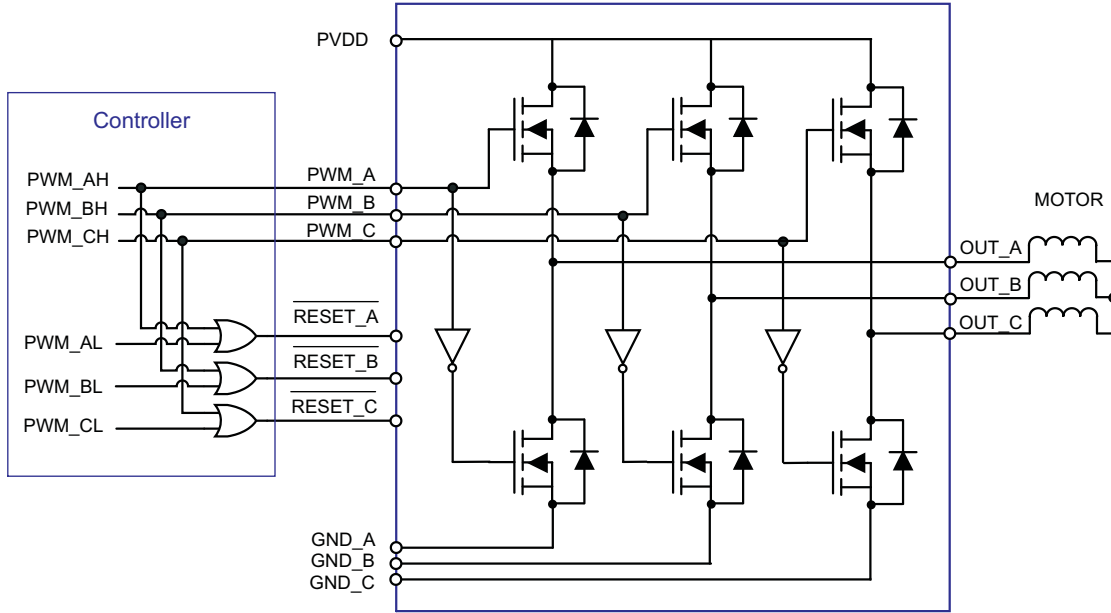 PVDD
Controller
PWM_AH
PWM_BH
PWM_CH
PWM_A
PWM_B
PWM_C
MOTOR
OUT_A
OUT_B
OUT_C
RESET_A
RESET_B
RESET_C
PWM_AL
PWM_BL
PWM_CL
GND_A
GND_B
GND_C